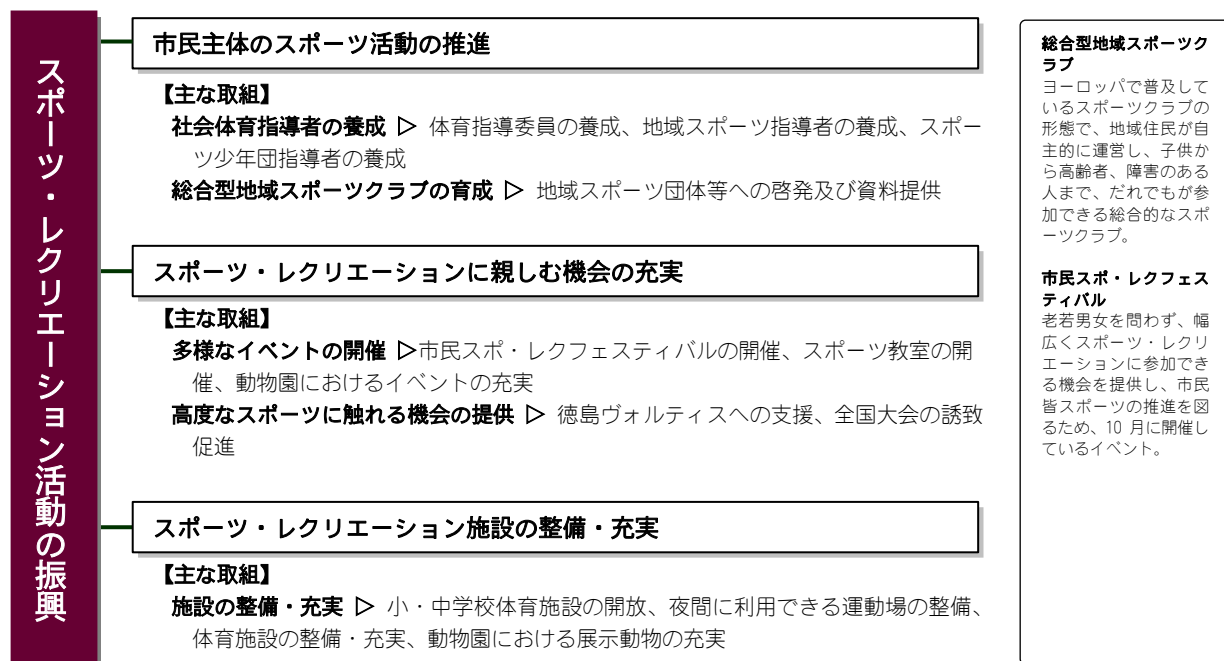 スポーツ・レクリエーション活動の振興
市民主体のスポーツ活動の推進
【主な取組】
社会体育指導者の養成 ▷ 体育指導委員の養成、地域スポーツ指導者の養成、スポー
ツ少年団指導者の養成
総合型地域スポーツクラブの育成 ▷ 地域スポーツ団体等への啓発及び資料提供
スポーツ・レクリエーションに親しむ機会の充実
【主な取組】
多様なイベントの開催 ▷市民スポ・レクフェスティバルの開催、スポーツ教室の開
催、動物園におけるイベントの充実
高度なスポーツに触れる機会の提供 ▷ 徳島ヴォルティスへの支援、全国大会の誘致
促進
スポーツ・レクリエーション施設の整備・充実
【主な取組】
施設の整備・充実 ▷ 小・中学校体育施設の開放、夜間に利用できる運動場の整備、
体育施設の整備・充実、動物園における展示動物の充実
総合型地域スポーツク
ラブ
ヨーロッパで普及して
いるスポーツクラブの
形態で、地域住民が自
主的に運営し、子供か
ら高齢者、障害のある
人まで、だれでもが参
加できる総合的なスポ
ーツクラブ。
市民スポ・レクフェス
ティバル
老若男女を問わず、幅
広くスポーツ・レクリ
エーションに参加でき
る機会を提供し、市民
皆スポーツの推進を図
るため、10 月に開催し
ているイベント。